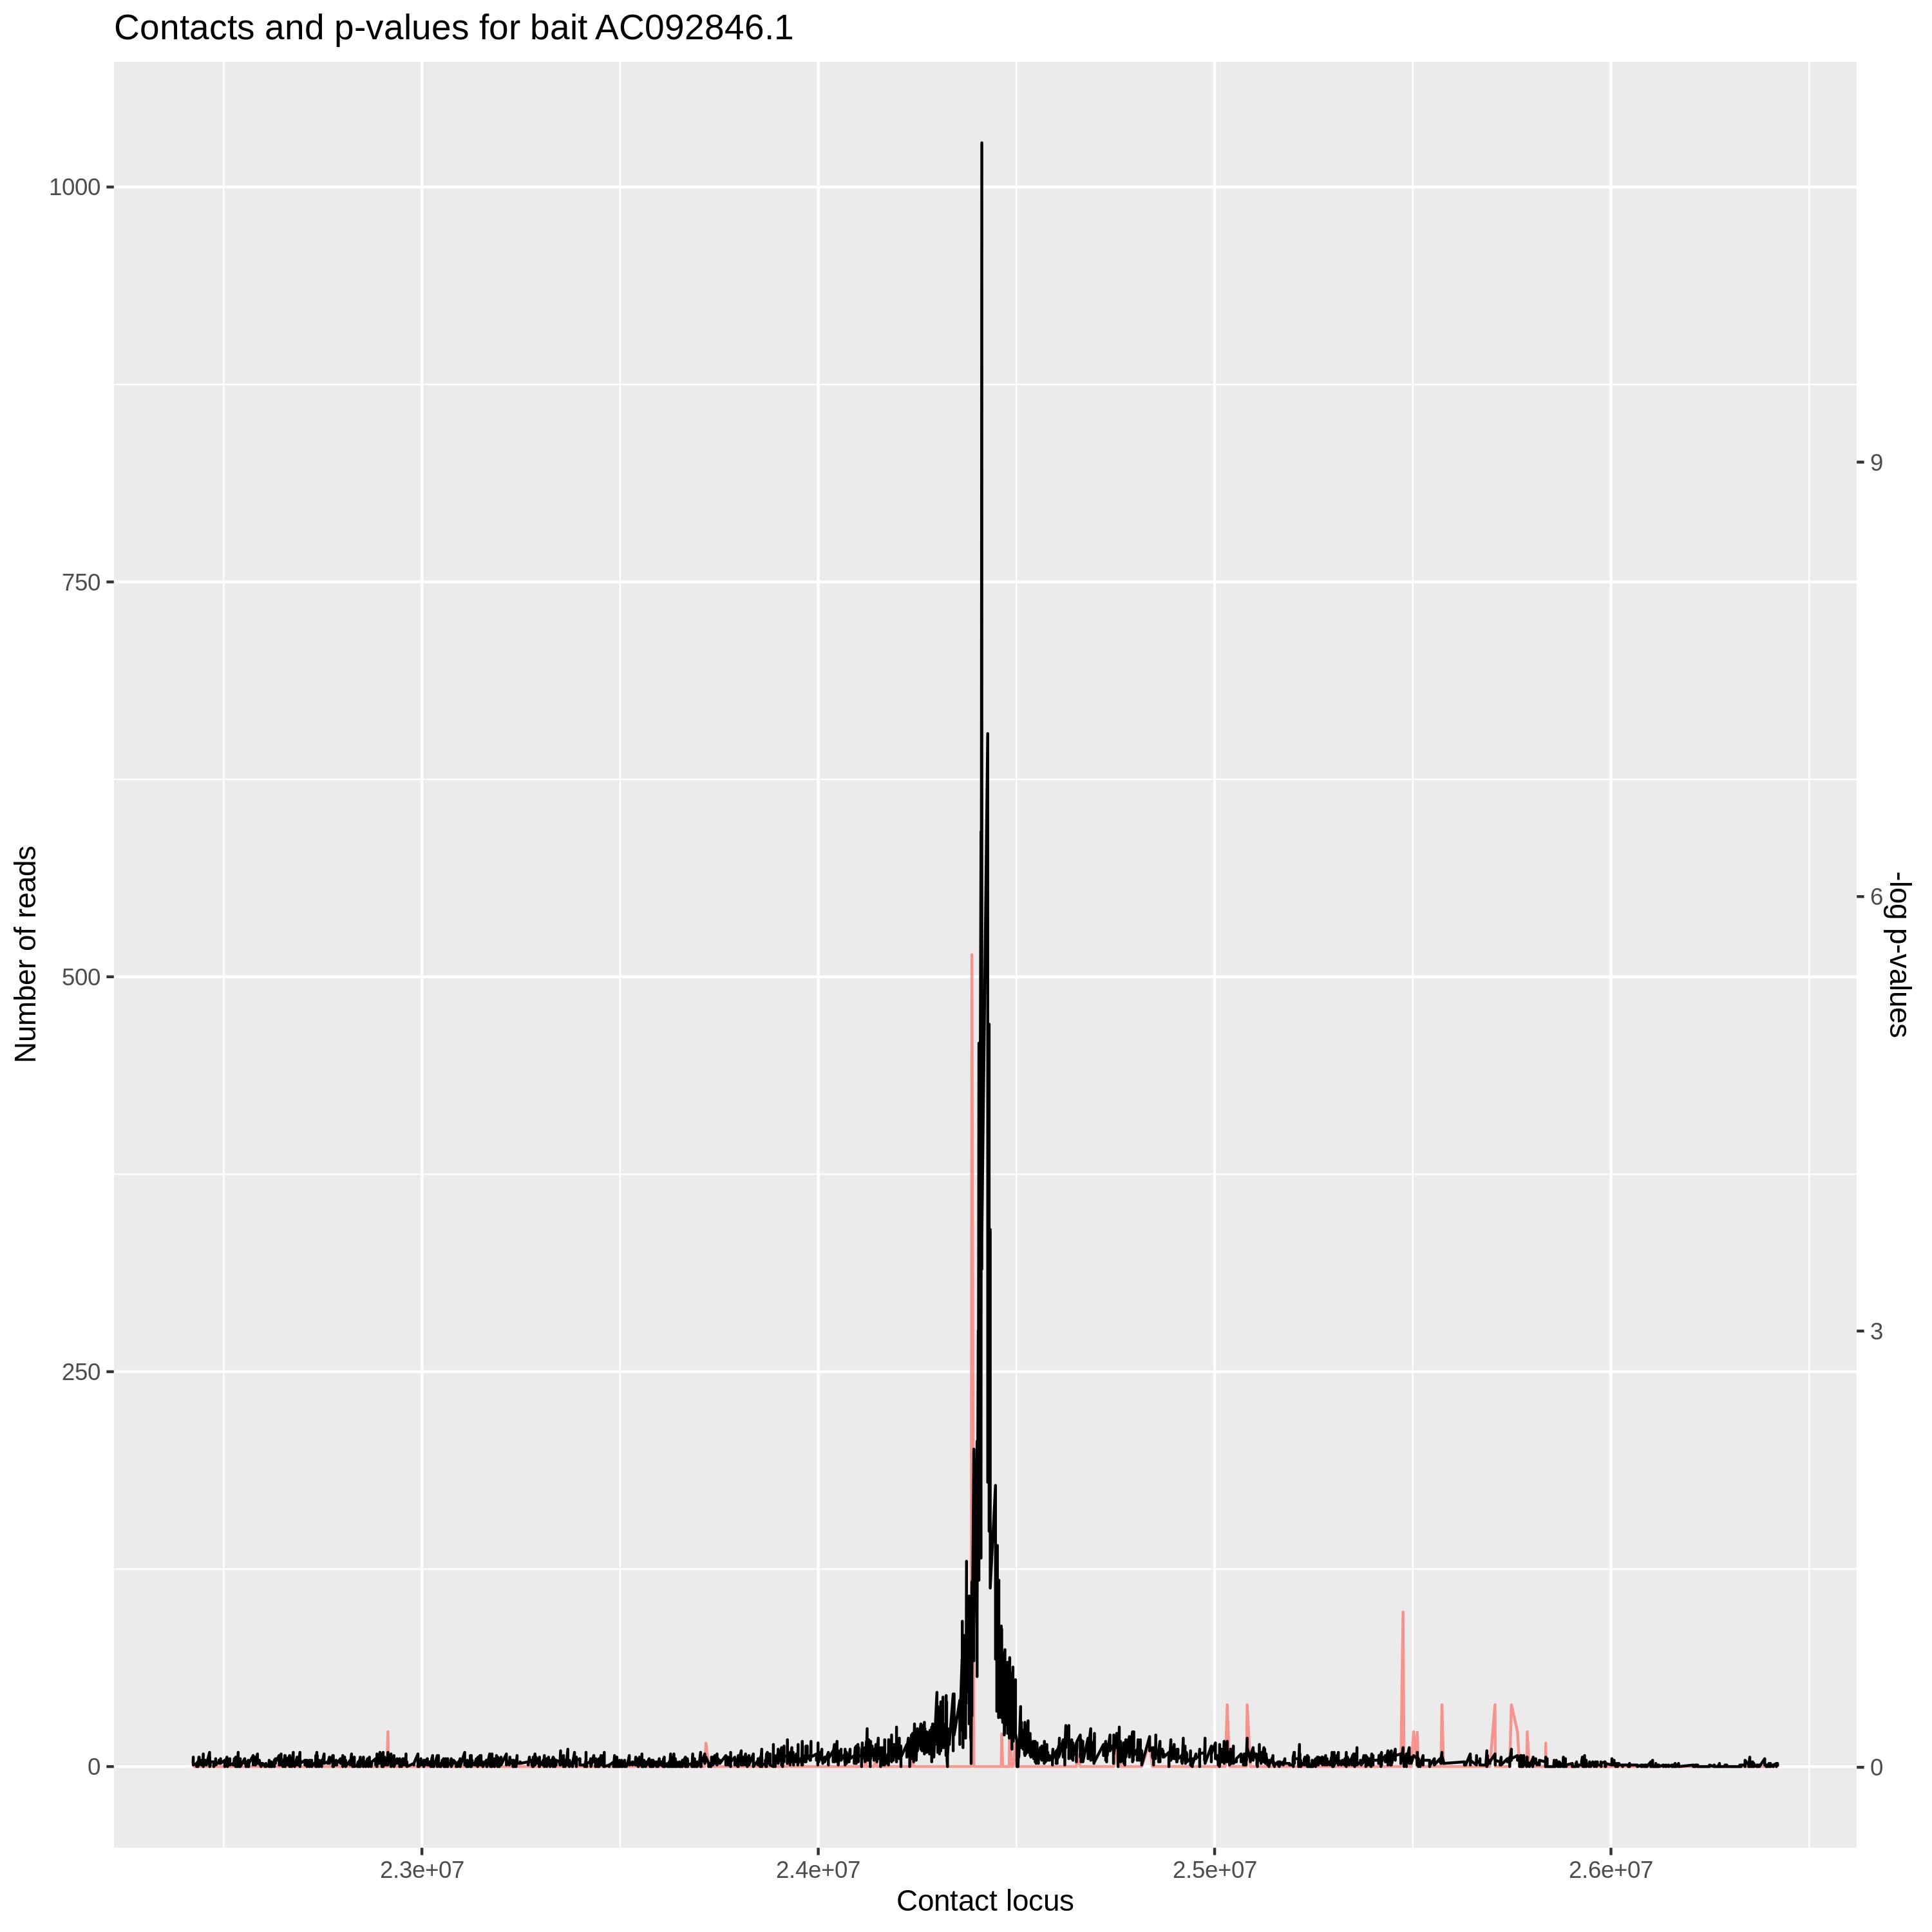 Contacts and p-values for bait AC092846.1
1000
750
500
250
0
Number of reads
9
6
3
0
-log p-values
2.3e+07
2.4e+07
2.5e+07
2.6e+07
Contact locus